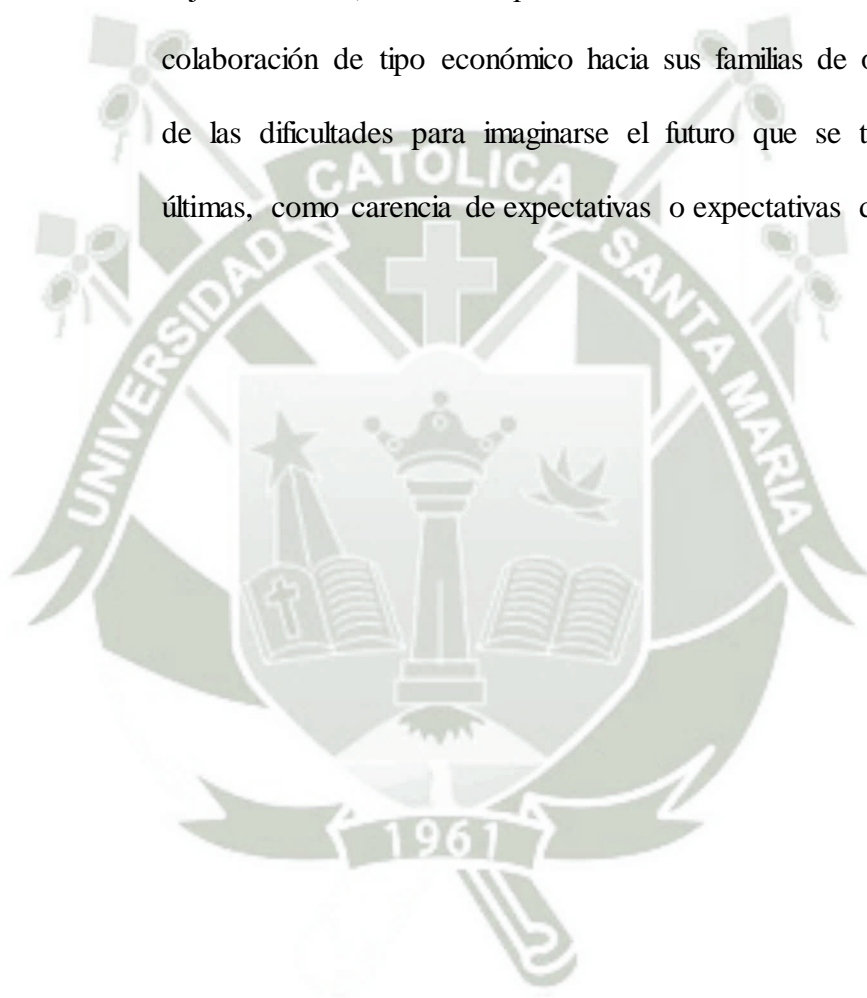 colaboración de tipo económico hacia sus familias de
de las dificultades para imaginarse el futuro que se
últimas, como carencia de expectativas o expectativas
CATOLICA
UNIVERSIDAD
SANTA MARIA
1961